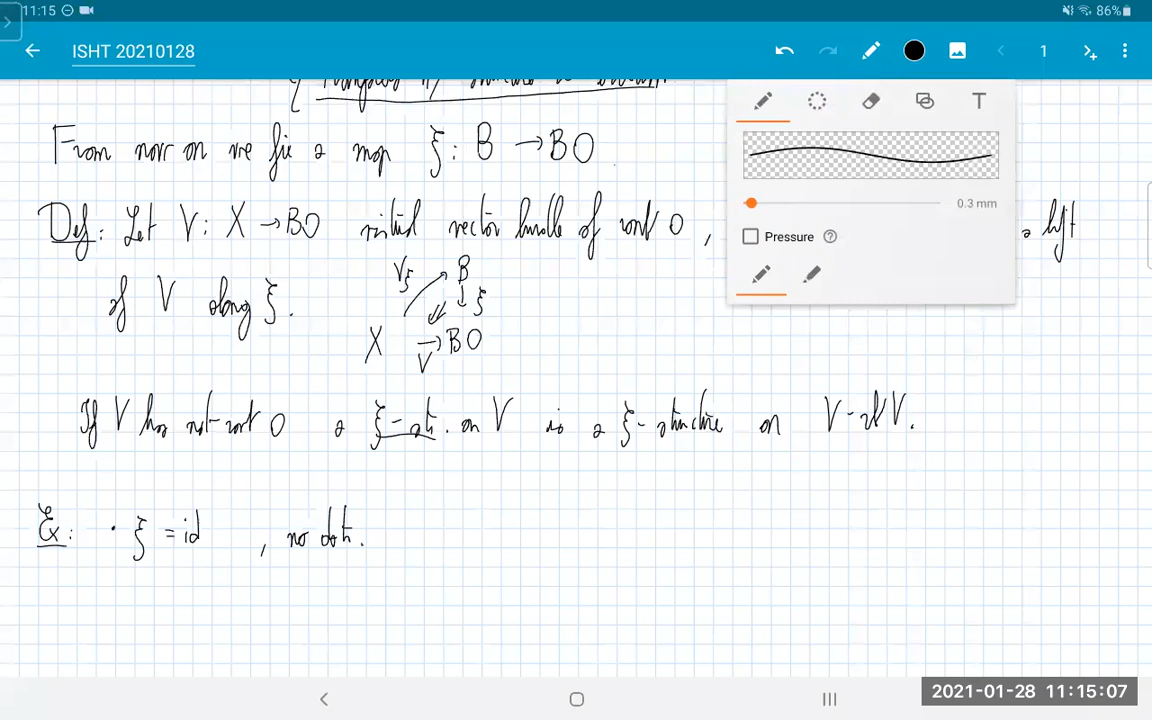 11:15
86%
ISHT 20210128
1
From now on we fix a map ξ: B → BO
0.3 mm
Pressure
Def: Let V: X → BO virtual vector bundle of rank 0, a lift
of V along ξ.
Vξ B
ξ
X → BO
V
If V has not rank 0 a ξ-str. on V is a ξ-structure on V-rk V.
Ex: · ξ = id , no data.
2021-01-28 11:15:07